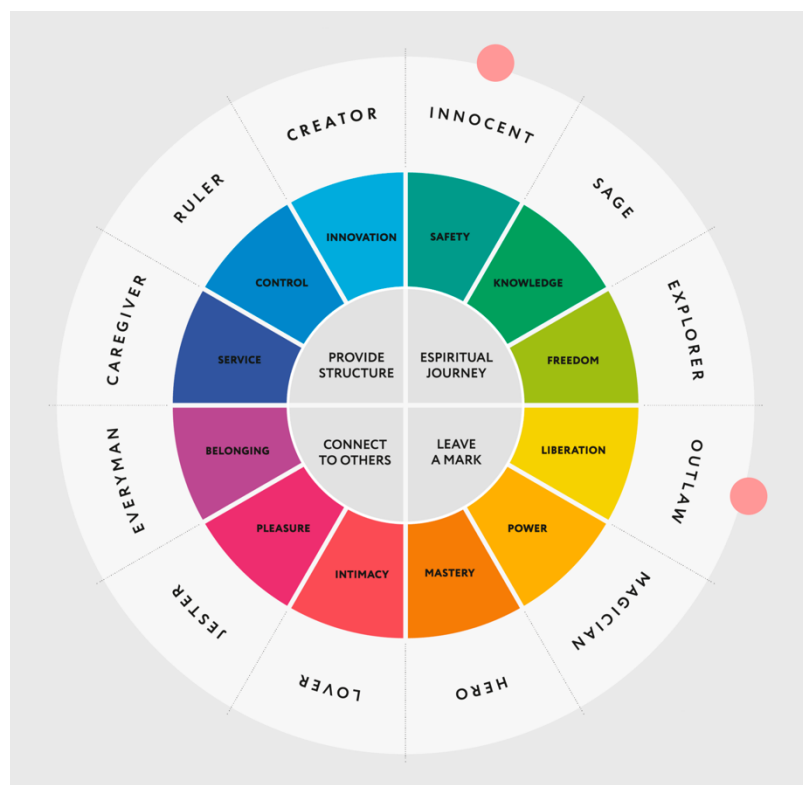 CREATOR
INNOCENT
SAGE
EXPLORER
OUTLAW
MAGICIAN
HERO
LOVER
JESTER
EVERYMAN
CAREGIVER
RULER
INNOVATION
SAFETY
KNOWLEDGE
FREEDOM
LIBERATION
POWER
MASTERY
INTIMACY
PLEASURE
BELONGING
SERVICE
CONTROL
PROVIDE
STRUCTURE
ESPIRITUAL
JOURNEY
CONNECT
TO OTHERS
LEAVE
A MARK